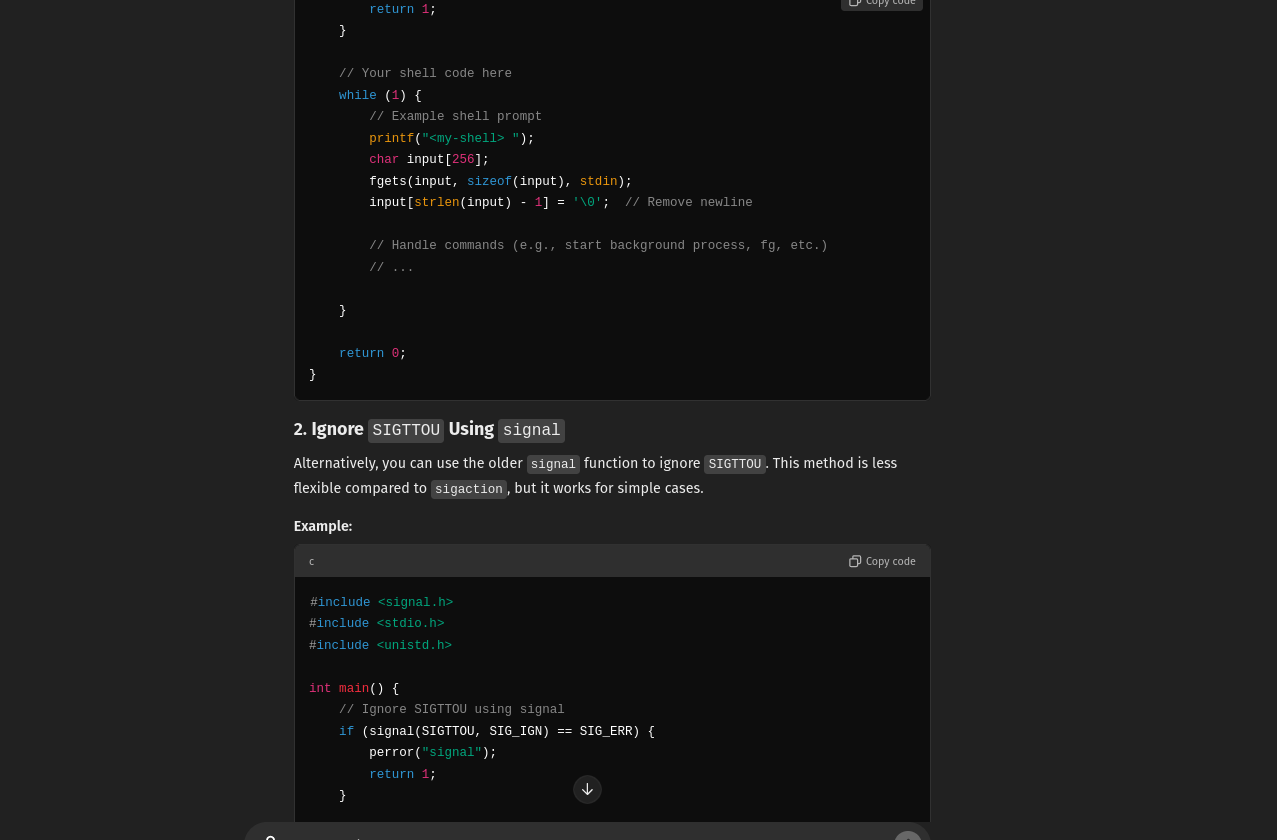 return 1;
Copy code
}
// Your shell code here
while (1) {
// Example shell prompt
printf("<my-shell> ");
char input[256];
fgets(input, sizeof(input), stdin);
input[strlen(input) - 1] = '\0';  // Remove newline
// Handle commands (e.g., start background process, fg, etc.)
// ...
}
return 0;
}
2. Ignore SIGTTOU Using signal
Alternatively, you can use the older signal function to ignore SIGTTOU. This method is less
flexible compared to sigaction, but it works for simple cases.
Example:
c
Copy code
#include <signal.h>
#include <stdio.h>
#include <unistd.h>
int main() {
// Ignore SIGTTOU using signal
if (signal(SIGTTOU, SIG_IGN) == SIG_ERR) {
perror("signal");
return 1;
}